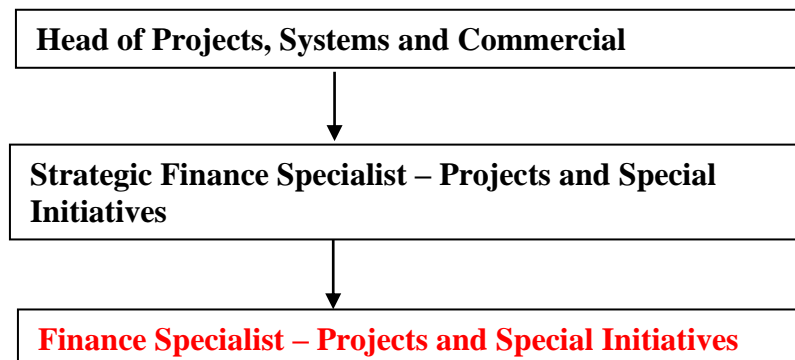 Head of Projects, Systems and Commercial
Strategic Finance Specialist – Projects and Special
Initiatives
Finance Specialist – Projects and Special Initiatives